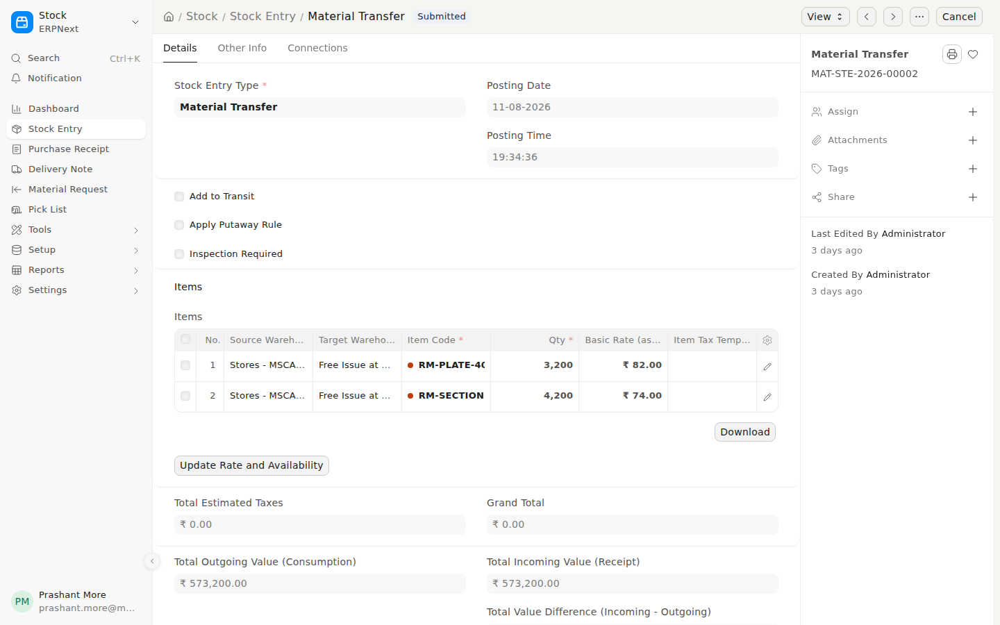 Stock
ERPNext
Search Ctrl+K
Notification
Dashboard
Stock Entry
Purchase Receipt
Delivery Note
Material Request
Pick List
Tools
Setup
Reports
Settings
PM
Prashant More
prashant.more@m...
/ Stock / Stock Entry / Material Transfer Submitted
View
Cancel
Details Other Info Connections
Stock Entry Type *
Material Transfer
Posting Date
11-08-2026
Posting Time
19:34:36
Add to Transit
Apply Putaway Rule
Inspection Required
Items
Items
No. Source Wareh... Target Wareho... Item Code * Qty * Basic Rate (as... Item Tax Temp...
1 Stores - MSCA... Free Issue at ... RM-PLATE-40 3,200 ₹ 82.00
2 Stores - MSCA... Free Issue at ... RM-SECTION 4,200 ₹ 74.00
Download
Update Rate and Availability
Total Estimated Taxes
₹ 0.00
Grand Total
₹ 0.00
Total Outgoing Value (Consumption)
₹ 573,200.00
Total Incoming Value (Receipt)
₹ 573,200.00
Total Value Difference (Incoming - Outgoing)
Material Transfer
MAT-STE-2026-00002
Assign
Attachments
Tags
Share
Last Edited By Administrator
3 days ago
Created By Administrator
3 days ago